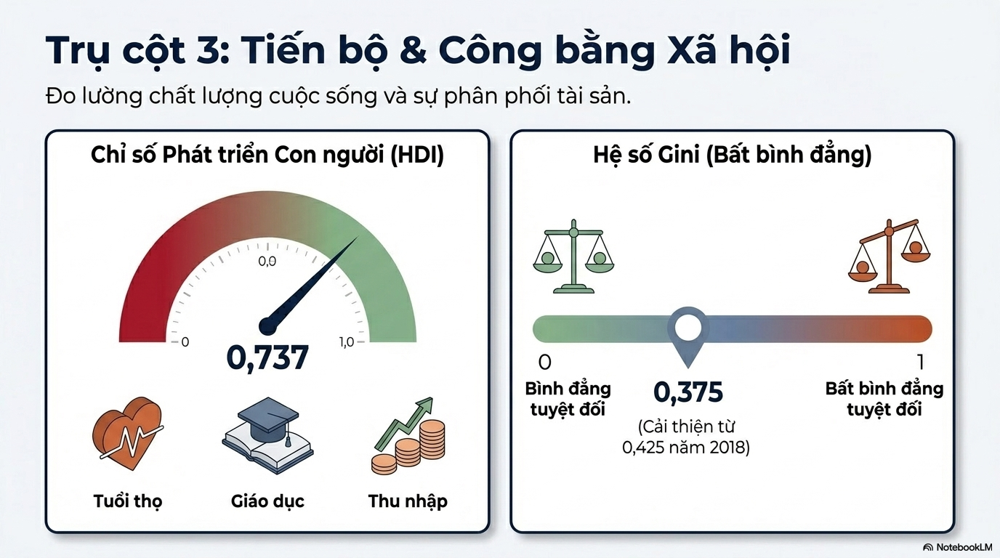 Trụ cột 3: Tiến bộ & Công bằng Xã hội
Đo lường chất lượng cuộc sống và sự phân phối tài sản.
Chỉ số Phát triển Con người (HDI)
0,0
0
1,0
0,737
Tuổi thọ
Giáo dục
Thu nhập
Hệ số Gini (Bất bình đẳng)
0
1
Bình đẳng
tuyệt đối
0,375
(Cải thiện từ
0,425 năm 2018)
Bất bình đẳng
tuyệt đối
NotebookLM